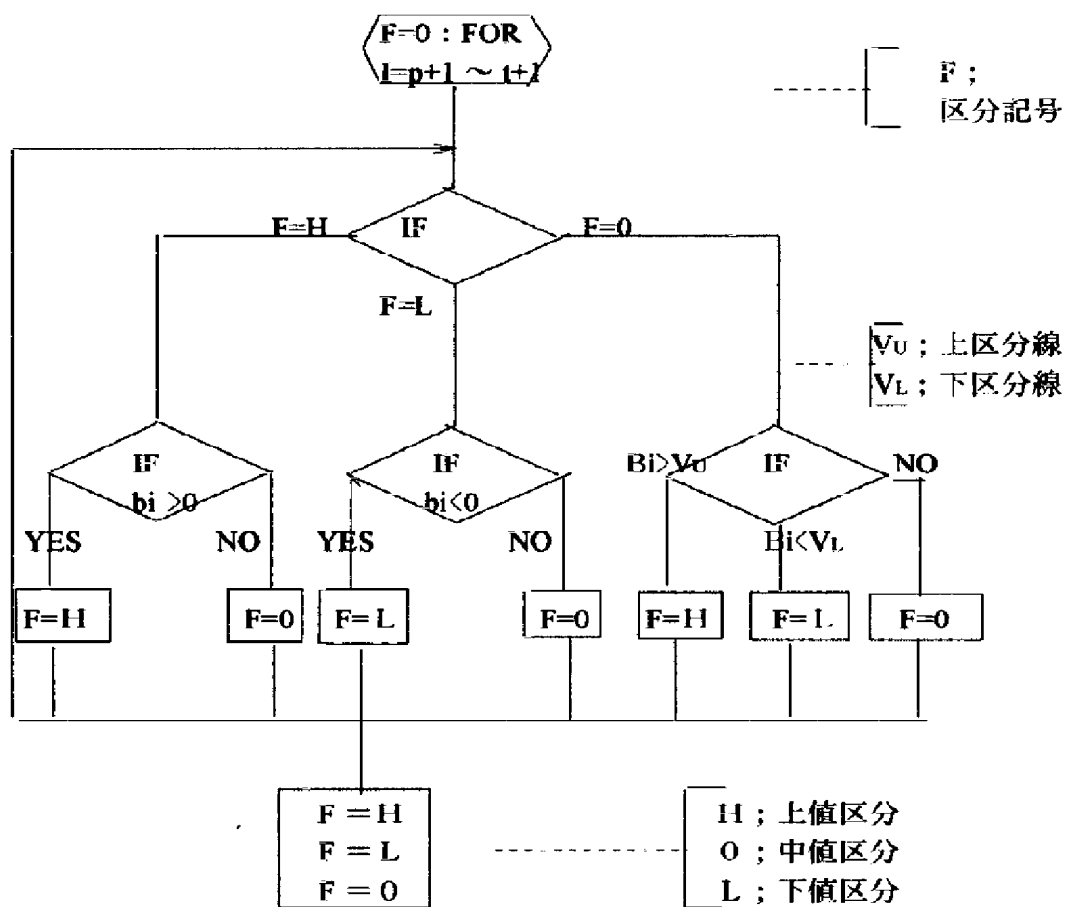 F=0 : FOR
I=p+1 ～ t+1
F ;
区分記号
F=H
IF
F=0
F=L
VU ; 上区分線
VL ; 下区分線
IF
bi >0
IF
bi<0
Bi>VU
IF
NO
Bi<VL
YES
NO
YES
NO
F=H
F=0
F=L
F=0
F=H
F=L
F=0
F = H
F = L
F = 0
H ; 上値区分
0 ; 中値区分
L ; 下値区分